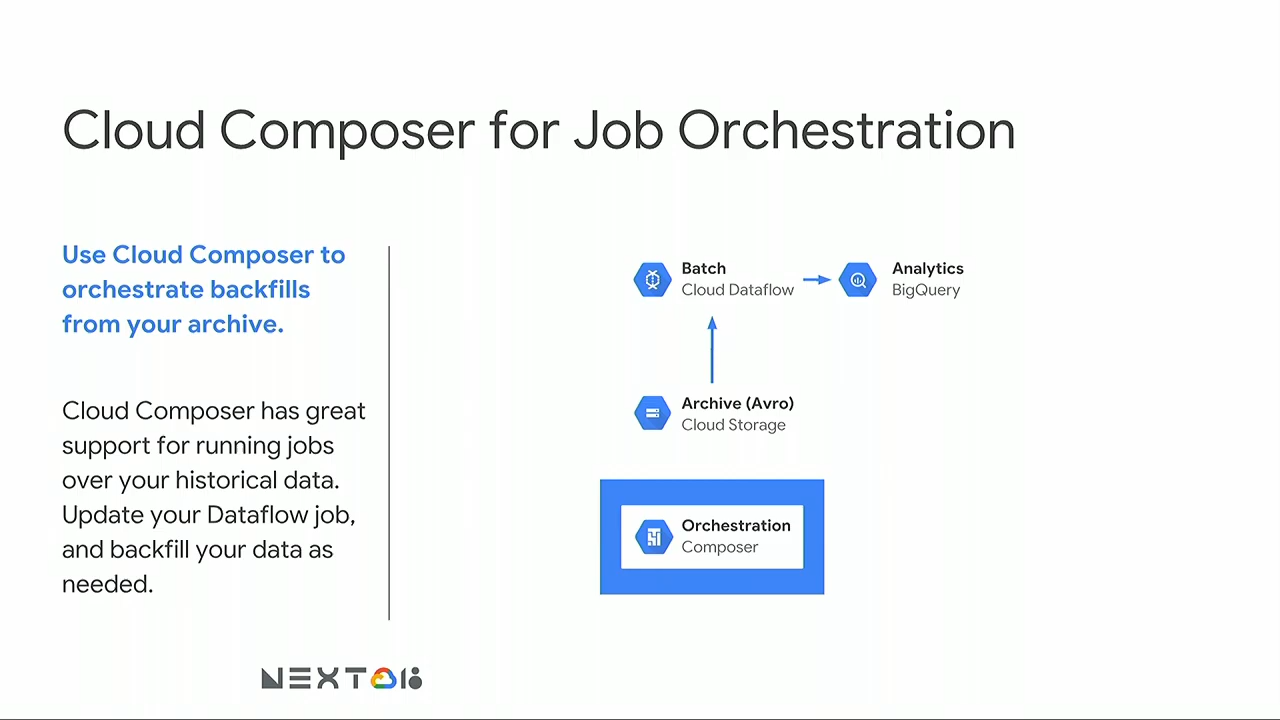 Cloud Composer for Job Orchestration
Use Cloud Composer to
orchestrate backfills
from your archive.
Cloud Composer has great
support for running jobs
over your historical data.
Update your Dataflow job,
and backfill your data as
needed.
Batch
Cloud Dataflow
Analytics
BigQuery
Archive (Avro)
Cloud Storage
Orchestration
Composer
NEXT 18